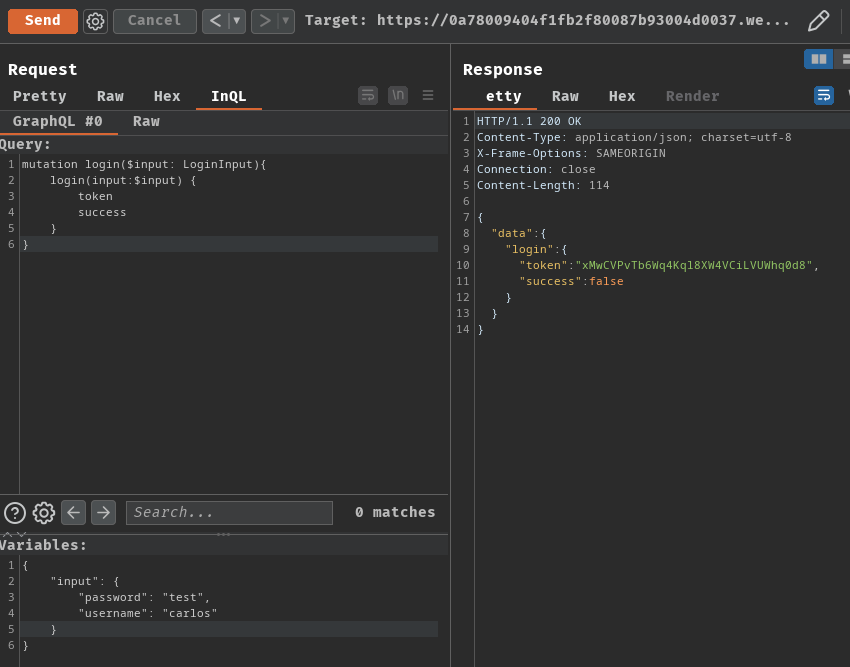 Send Cancel < ▼ > ▼ Target: https://0a78009404f1fb2f80087b93004d0037.we...
Request
Pretty Raw Hex InQL \n
GraphQL #0 Raw
Query:
1 mutation login($input: LoginInput){
2 login(input:$input) {
3 token
4 success
5 }
6 }
? Search... 0 matches
Variables:
1 {
2 "input": {
3 "password": "test",
4 "username": "carlos"
5 }
6 }
Response
etty Raw Hex Render
1 HTTP/1.1 200 OK
2 Content-Type: application/json; charset=utf-8
3 X-Frame-Options: SAMEORIGIN
4 Connection: close
5 Content-Length: 114
6
7 {
8 "data":{
9 "login":{
10 "token":"xMwCVPvTb6Wq4Kql8XW4VCiLVUWhq0d8",
11 "success":false
12 }
13 }
14 }